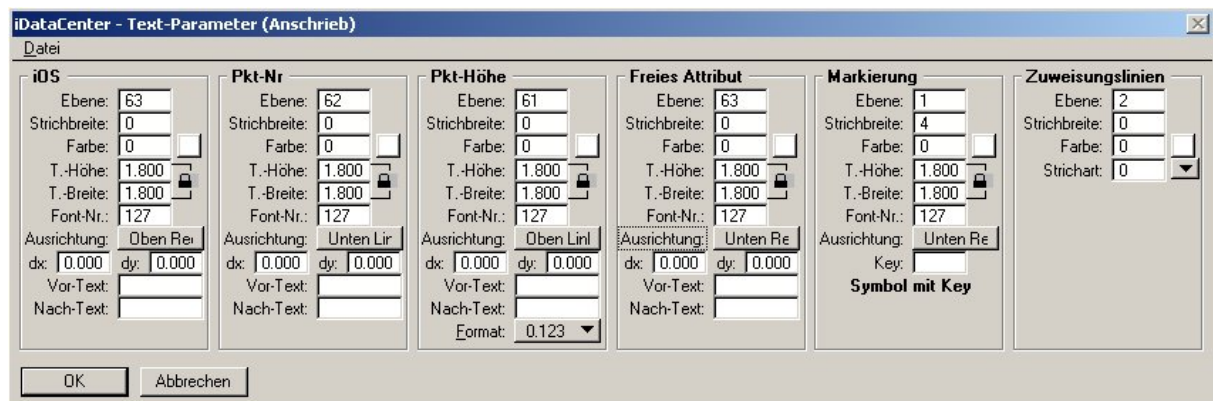 iDataCenter - Text-Parameter (Anschrieb)
Datei
iOS
Ebene: 63
Strichbreite: 0
Farbe: 0
T.-Höhe: 1.800
T.-Breite: 1.800
Font-Nr.: 127
Ausrichtung: Oben Re
dx: 0.000 dy: 0.000
Vor-Text:
Nach-Text:
Pkt-Nr
Ebene: 62
Strichbreite: 0
Farbe: 0
T.-Höhe: 1.800
T.-Breite: 1.800
Font-Nr.: 127
Ausrichtung: Unten Lir
dx: 0.000 dy: 0.000
Vor-Text:
Nach-Text:
Pkt-Höhe
Ebene: 61
Strichbreite: 0
Farbe: 0
T.-Höhe: 1.800
T.-Breite: 1.800
Font-Nr.: 127
Ausrichtung: Oben Linl
dx: 0.000 dy: 0.000
Vor-Text:
Nach-Text:
Format: 0.123
Freies Attribut
Ebene: 63
Strichbreite: 0
Farbe: 0
T.-Höhe: 1.800
T.-Breite: 1.800
Font-Nr.: 127
Ausrichtung: Unten Re
dx: 0.000 dy: 0.000
Vor-Text:
Nach-Text:
Markierung
Ebene: 1
Strichbreite: 4
Farbe: 0
T.-Höhe: 1.800
T.-Breite: 1.800
Font-Nr.: 127
Ausrichtung: Unten Re
Key:
Symbol mit Key
Zuweisungslinien
Ebene: 2
Strichbreite: 0
Farbe: 0
Strichart: 0
OK
Abbrechen